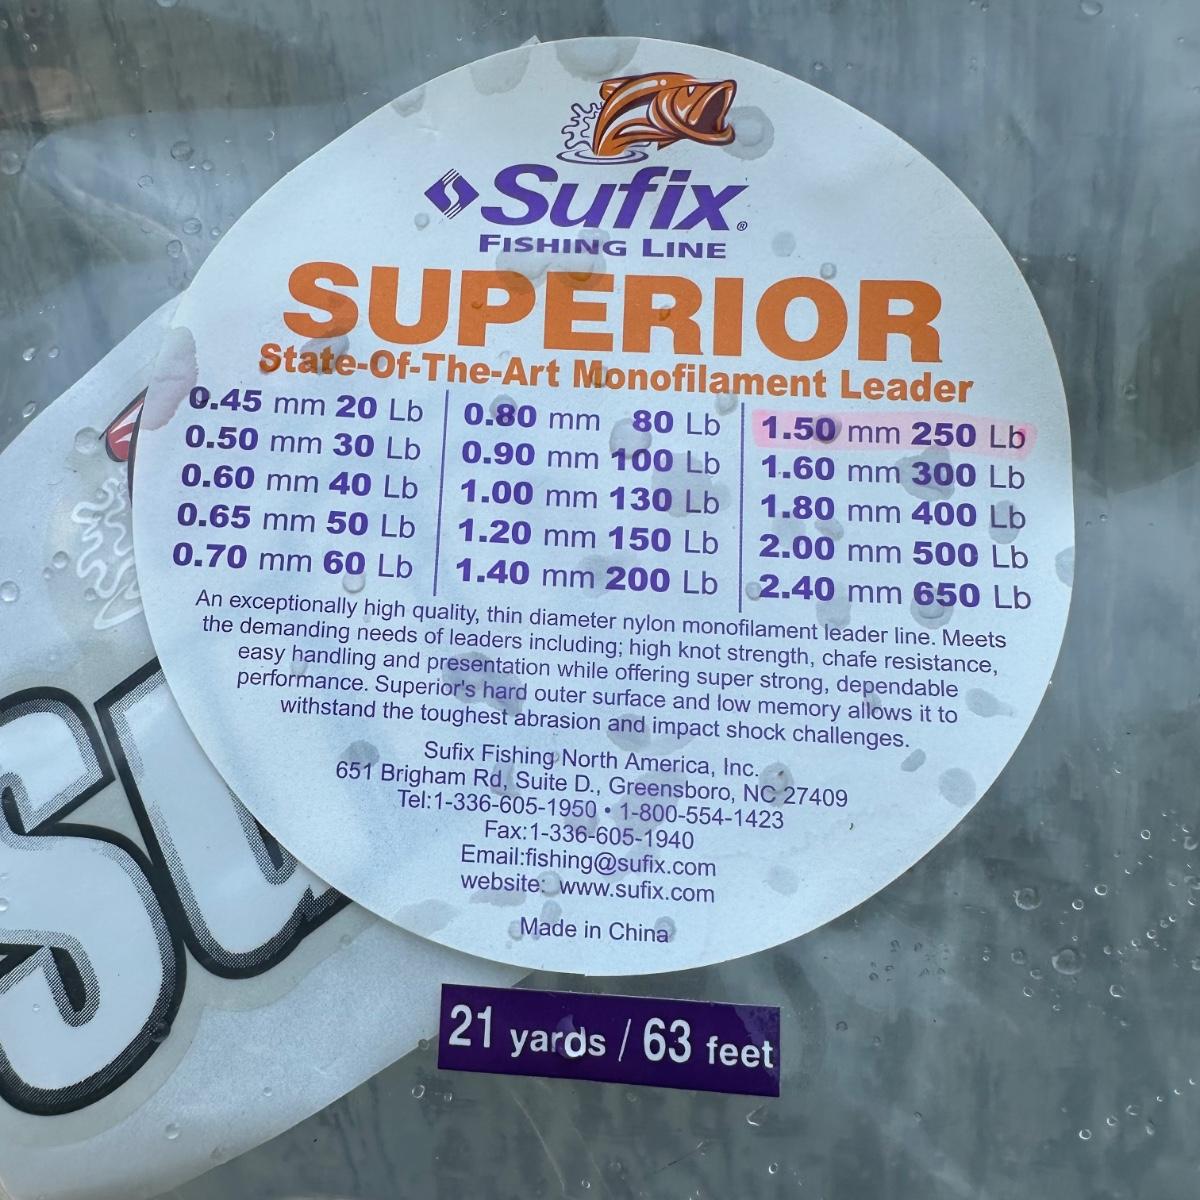 Sufix®
FISHING LINE
SUPERIOR
State-Of-The-Art Monofilament Leader
0.45 mm 20 Lb
0.50 mm 30 Lb
0.60 mm 40 Lb
0.65 mm 50 Lb
0.70 mm 60 Lb
0.80 mm 80 Lb
0.90 mm 100 Lb
1.00 mm 130 Lb
1.20 mm 150 Lb
1.40 mm 200 Lb
1.50 mm 250 Lb
1.60 mm 300 Lb
1.80 mm 400 Lb
2.00 mm 500 Lb
2.40 mm 650 Lb
An exceptionally high quality, thin diameter nylon monofilament leader line. Meets
the demanding needs of leaders including; high knot strength, chafe resistance,
easy handling and presentation while offering super strong, dependable
performance. Superior's hard outer surface and low memory allows it to
withstand the toughest abrasion and impact shock challenges.
Sufix Fishing North America, Inc.
651 Brigham Rd, Suite D., Greensboro, NC 27409
Tel:1-336-605-1950 • 1-800-554-1423
Fax:1-336-605-1940
Email:fishing@sufix.com
website: www.sufix.com
Made in China
21 yards / 63 feet
Su